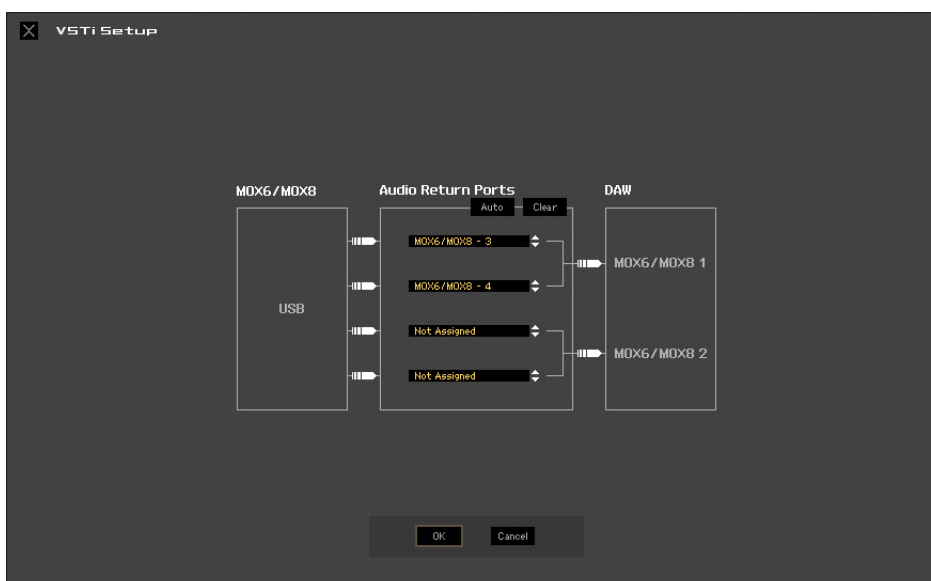 VSTi Setup
MOX6/MOX8
Audio Return Ports
DAW
Auto
Clear
MOX6/MOX8 - 3
MOX6/MOX8 - 4
Not Assigned
Not Assigned
USB
MOX6/MOX8 1
MOX6/MOX8 2
OK
Cancel